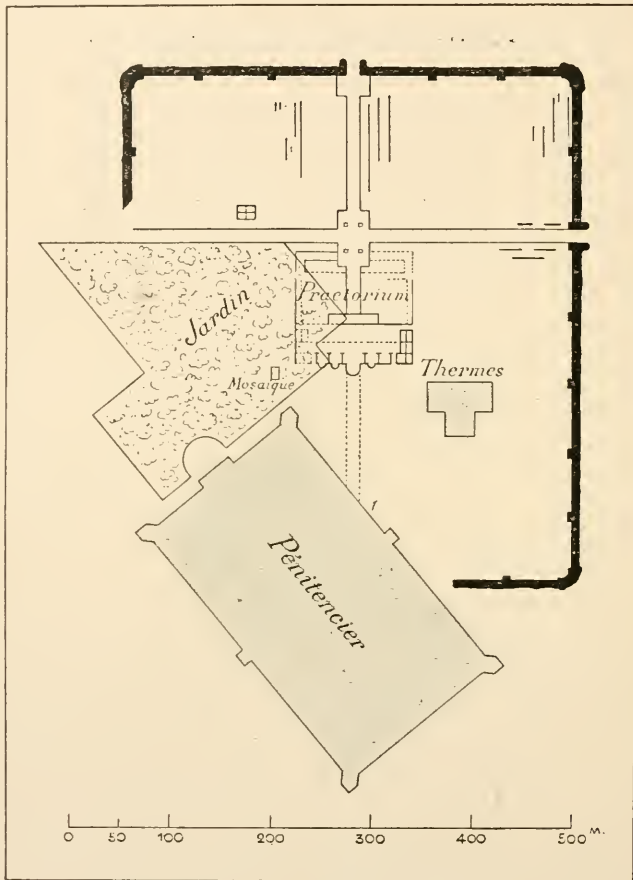 Praetorium
Jardin
Thermes
Mosaïque
Pénitencier
0 50 100 200 300 400 500 M.